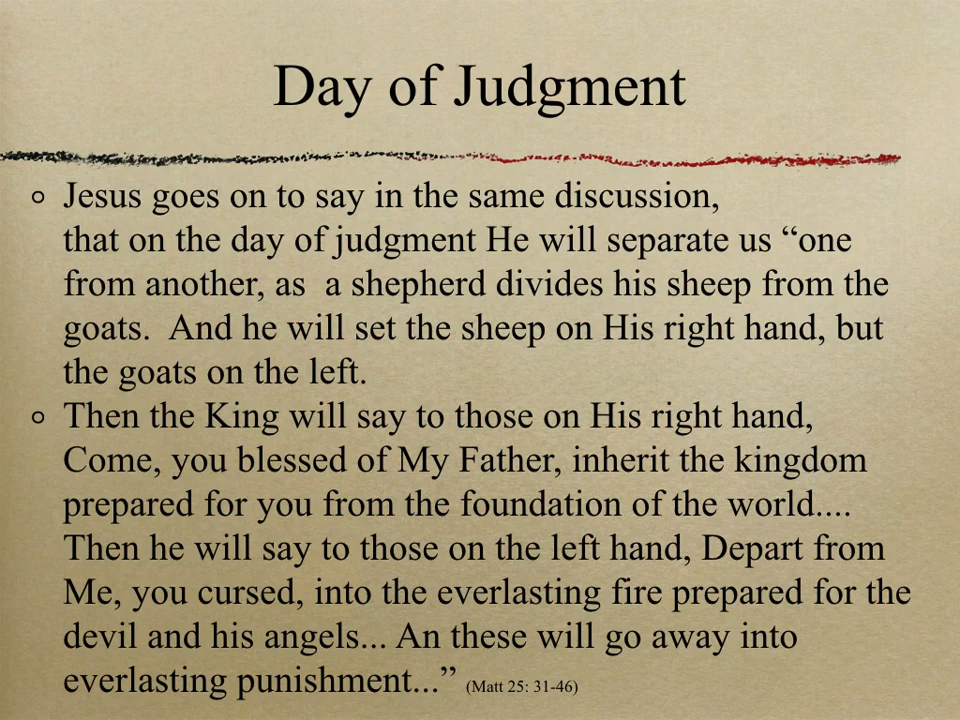 Day of Judgment
Jesus goes on to say in the same discussion,
that on the day of judgment He will separate us “one
from another, as  a shepherd divides his sheep from the
goats.  And he will set the sheep on His right hand, but
the goats on the left.
Then the King will say to those on His right hand,
Come, you blessed of My Father, inherit the kingdom
prepared for you from the foundation of the world....
Then he will say to those on the left hand, Depart from
Me, you cursed, into the everlasting fire prepared for the
devil and his angels... An these will go away into
everlasting punishment...” (Matt 25: 31-46)